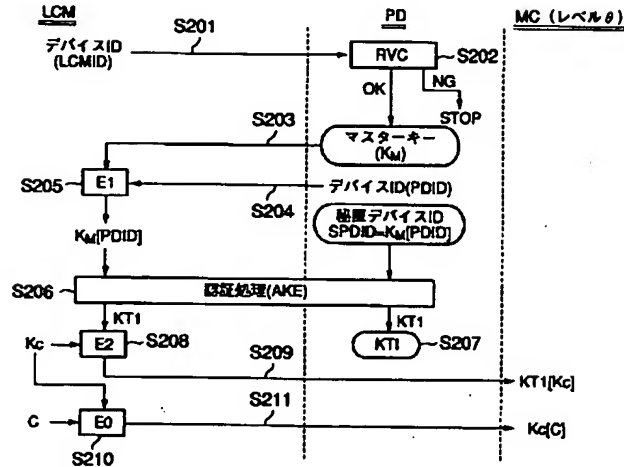 LCM
PD
MC (レベル0)
デバイスID
(LCMID)
S201
RVC
S202
OK
NG
STOP
S203
マスターキー
(KM)
S205
E1
S204
デバイスID(PDID)
KM[PDID]
秘匿デバイスID
SPDID=KM[PDID]
S206
認証処理(AKE)
KT1
KT1
Kc
E2
S208
KTI
S207
S209
KT1[Kc]
S211
C
E0
Kc[C]
S210